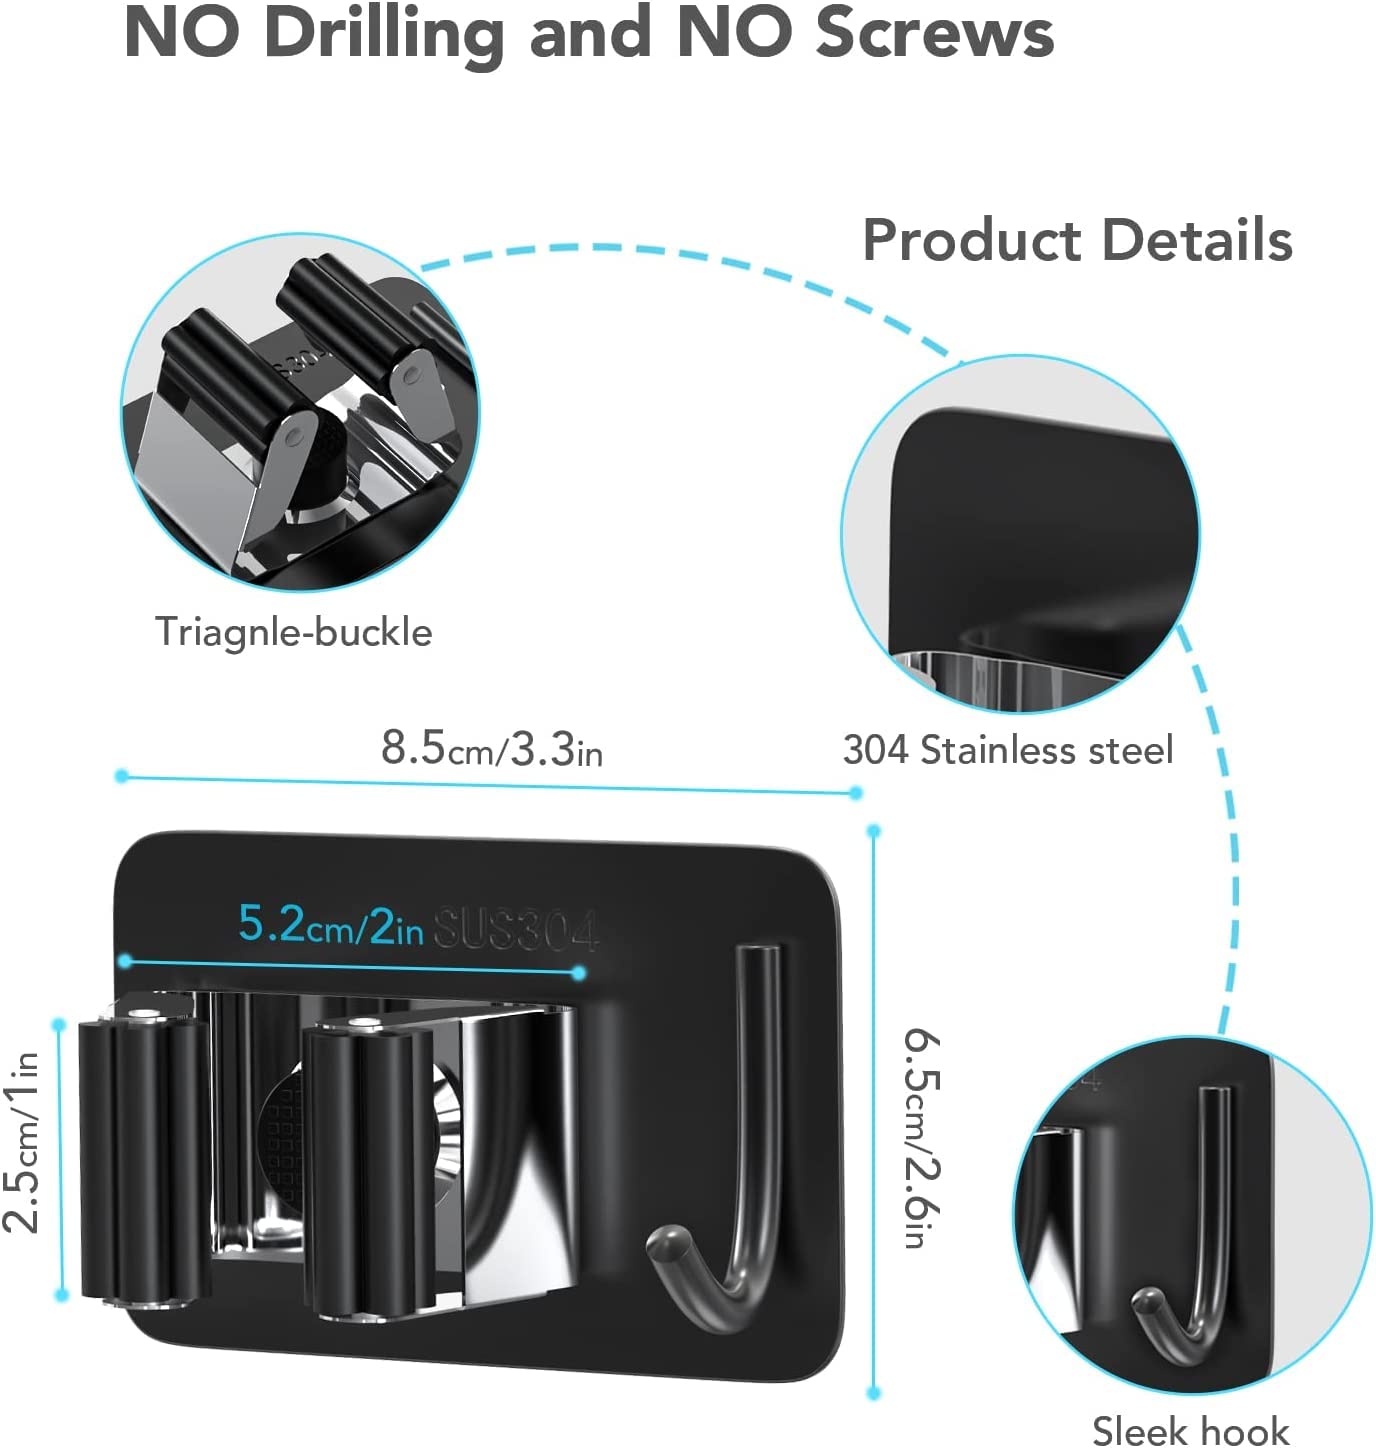 NO Drilling and NO Screws
Product Details
Triagnle-buckle
304 Stainless steel
8.5cm/3.3in
5.2cm/2in
SUS304
2.5cm/1in
6.5cm/2.6in
Sleek hook